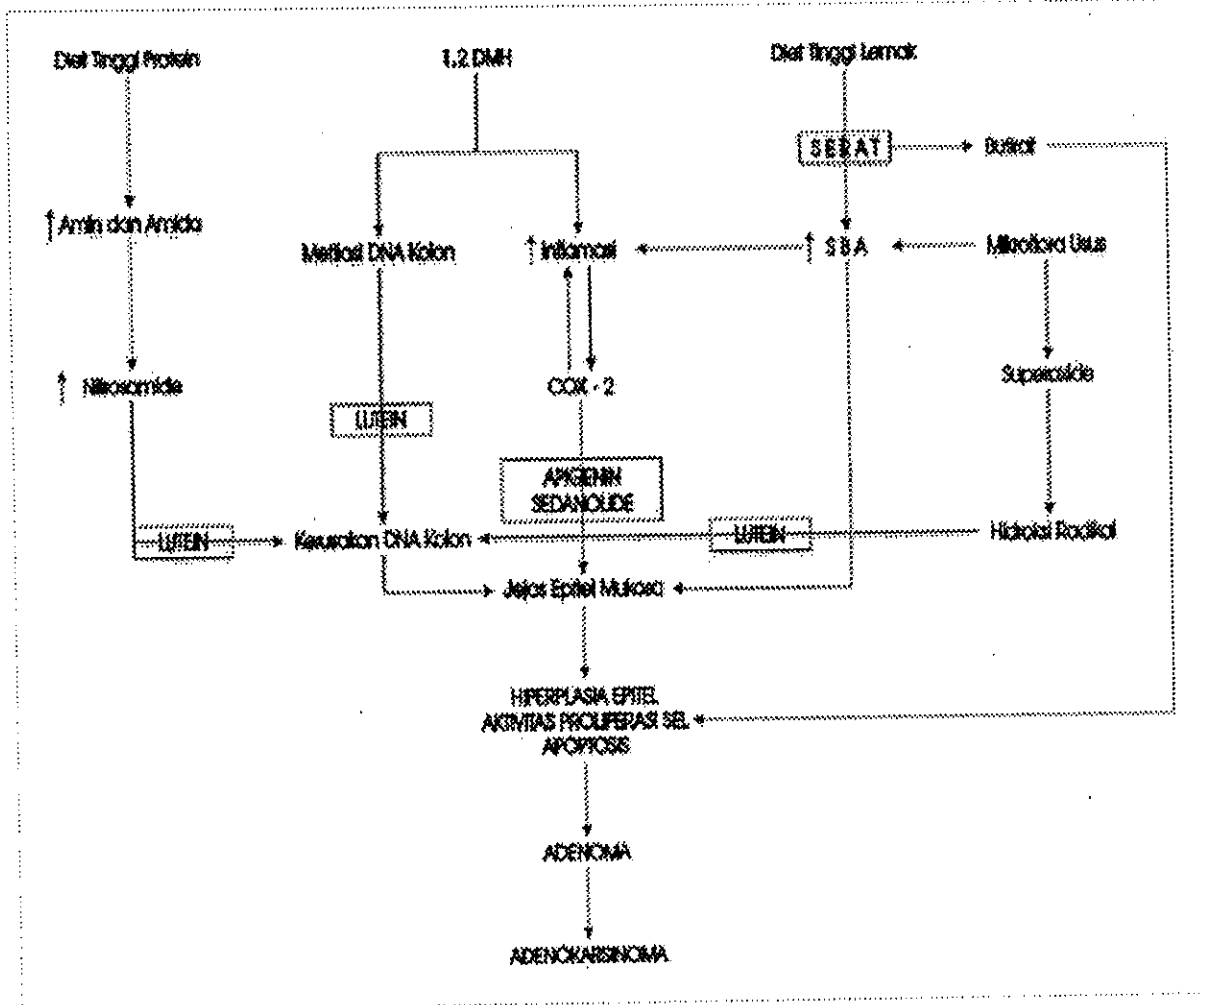 Diet Tinggi Protein
1,2 DMH
Diet Tinggi Lemak
SERAT
Butirat
↑ Amin dan Amida
Metilasi DNA Kolon
↑ Inflamasi
↑ S B A
Mikroflora Usus
↑ Nitrosamide
COX - 2
Superokside
LUTEIN
APIGENIN
SEDANOLIDE
LUTEIN
Kerusakan DNA Kolon
LUTEIN
Hidroksi Radikal
Jejas Epitel Mukosa
HIPERPLASIA EPITEL
AKTIVITAS PROLIFERASI SEL
APOPTOSIS
ADENOMA
ADENOKARSINOMA